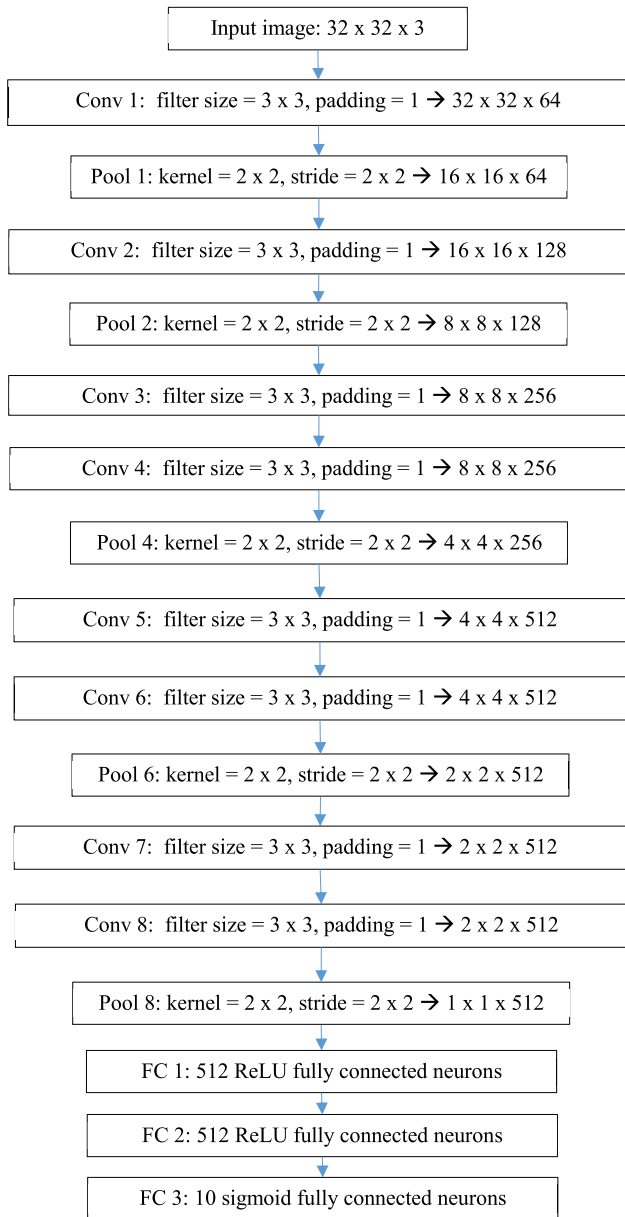 Input image: 32 x 32 x 3
Conv 1:  filter size = 3 x 3, padding = 1 → 32 x 32 x 64
Pool 1: kernel = 2 x 2, stride = 2 x 2 → 16 x 16 x 64
Conv 2:  filter size = 3 x 3, padding = 1 → 16 x 16 x 128
Pool 2: kernel = 2 x 2, stride = 2 x 2 → 8 x 8 x 128
Conv 3:  filter size = 3 x 3, padding = 1 → 8 x 8 x 256
Conv 4:  filter size = 3 x 3, padding = 1 → 8 x 8 x 256
Pool 4: kernel = 2 x 2, stride = 2 x 2 → 4 x 4 x 256
Conv 5:  filter size = 3 x 3, padding = 1 → 4 x 4 x 512
Conv 6:  filter size = 3 x 3, padding = 1 → 4 x 4 x 512
Pool 6: kernel = 2 x 2, stride = 2 x 2 → 2 x 2 x 512
Conv 7:  filter size = 3 x 3, padding = 1 → 2 x 2 x 512
Conv 8:  filter size = 3 x 3, padding = 1 → 2 x 2 x 512
Pool 8: kernel = 2 x 2, stride = 2 x 2 → 1 x 1 x 512
FC 1: 512 ReLU fully connected neurons
FC 2: 512 ReLU fully connected neurons
FC 3: 10 sigmoid fully connected neurons